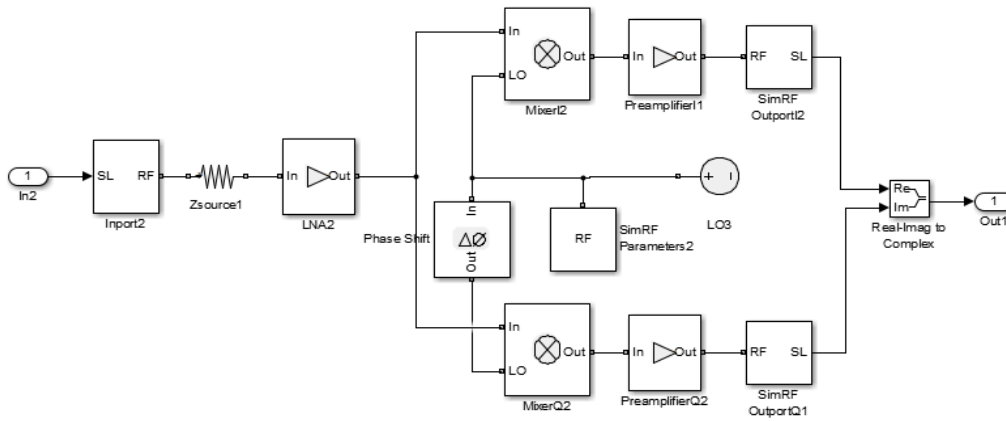 In
LO
Out
MixerI2
In
Out
PreamplifierI1
RF
SL
SimRF
OutportI2
1
In2
SL
RF
Inport2
Zsource1
In
Out
LNA2
Phase Shift
In
ΔØ
Out
RF
SimRF
Parameters2
+
LO3
Re
Im
Real-Imag to
Complex
1
Out1
In
LO
Out
MixerQ2
In
Out
PreamplifierQ2
RF
SL
SimRF
OutportQ1